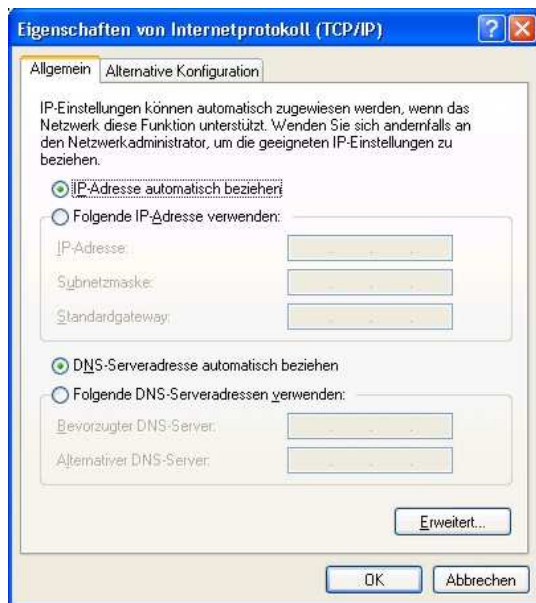 Eigenschaften von Internetprotokoll (TCP/IP)
Allgemein
Alternative Konfiguration
IP-Einstellungen können automatisch zugewiesen werden, wenn das
Netzwerk diese Funktion unterstützt. Wenden Sie sich andernfalls an
den Netzwerkadministrator, um die geeigneten IP-Einstellungen zu
beziehen.
IP-Adresse automatisch beziehen
Folgende IP-Adresse verwenden:
IP-Adresse:
Subnetzmaske:
Standardgateway:
DNS-Serveradresse automatisch beziehen
Folgende DNS-Serveradressen verwenden:
Bevorzugter DNS-Server:
Alternativer DNS-Server:
Erweitert...
OK
Abbrechen